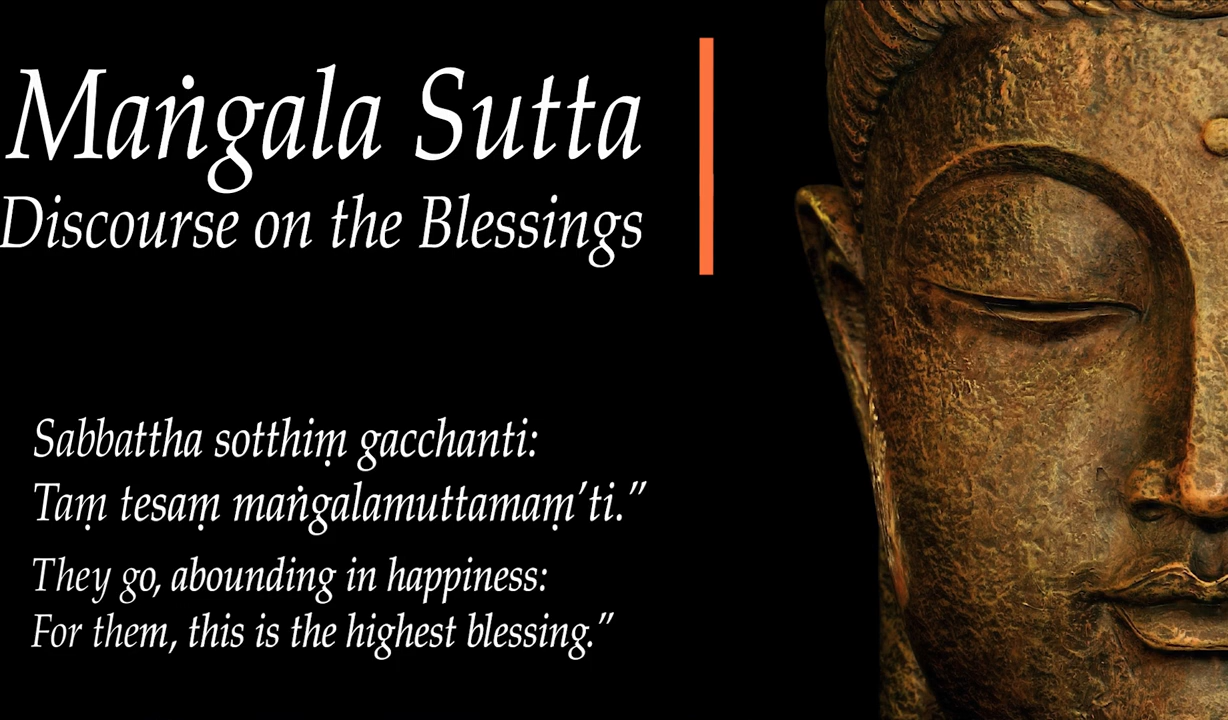 Maṅgala Sutta
Discourse on the Blessings
Sabbattha sotthiṃ gacchanti:
Taṃ tesaṃ maṅgalamuttamaṃ’ti.”
They go, abounding in happiness:
For them, this is the highest blessing.”